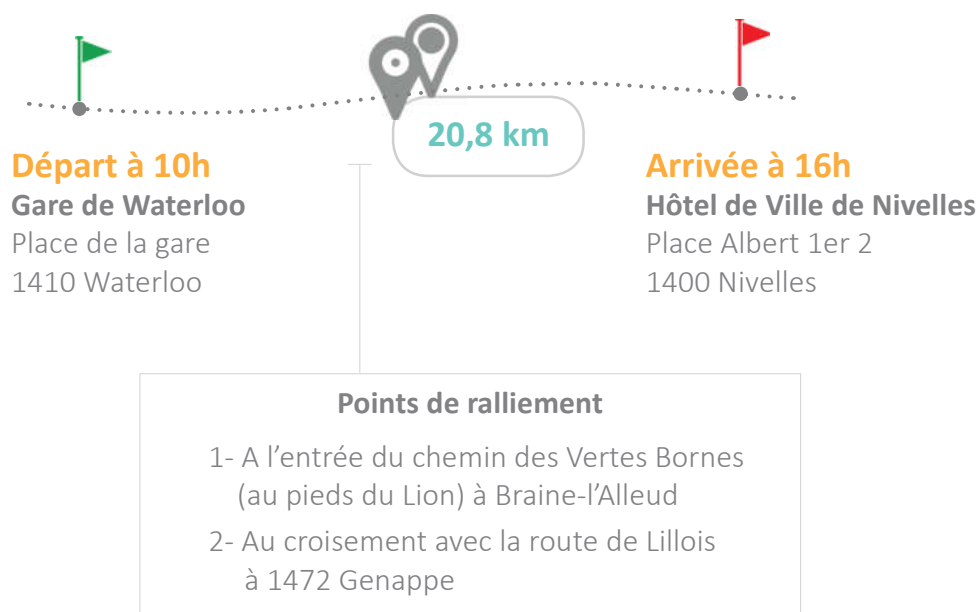 20,8 km
Départ à 10h
Gare de Waterloo
Place de la gare
1410 Waterloo
Arrivée à 16h
Hôtel de Ville de Nivelles
Place Albert 1er 2
1400 Nivelles
Points de ralliement
1- A l’entrée du chemin des Vertes Bornes
(au pieds du Lion) à Braine-l’Alleud
2- Au croisement avec la route de Lillois
à 1472 Genappe